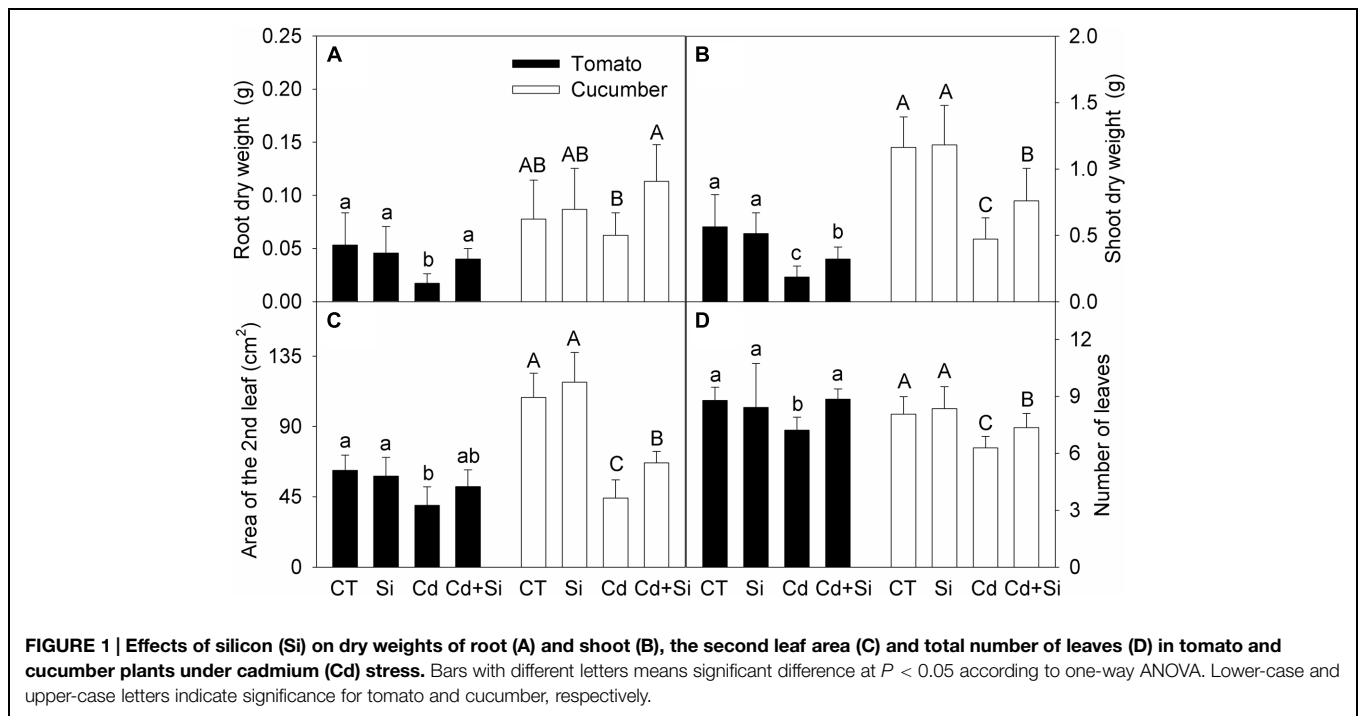 0.25
0.20
0.15
0.10
0.05
0.00
Root dry weight (g)
A
Tomato
Cucumber
a
a
b
a
AB
AB
B
A
B
a
a
c
b
A
A
C
B
2.0
1.5
1.0
0.5
0.0
Shoot dry weight (g)
135
90
45
0
Area of the 2nd leaf (cm²)
C
a
a
b
ab
A
A
C
B
D
a
a
b
a
A
A
C
B
12
9
6
3
0
Number of leaves
CT Si Cd Cd+Si CT Si Cd Cd+Si CT Si Cd Cd+Si CT Si Cd Cd+Si
FIGURE 1 | Effects of silicon (Si) on dry weights of root (A) and shoot (B), the second leaf area (C) and total number of leaves (D) in tomato and
cucumber plants under cadmium (Cd) stress. Bars with different letters means significant difference at P < 0.05 according to one-way ANOVA. Lower-case and
upper-case letters indicate significance for tomato and cucumber, respectively.